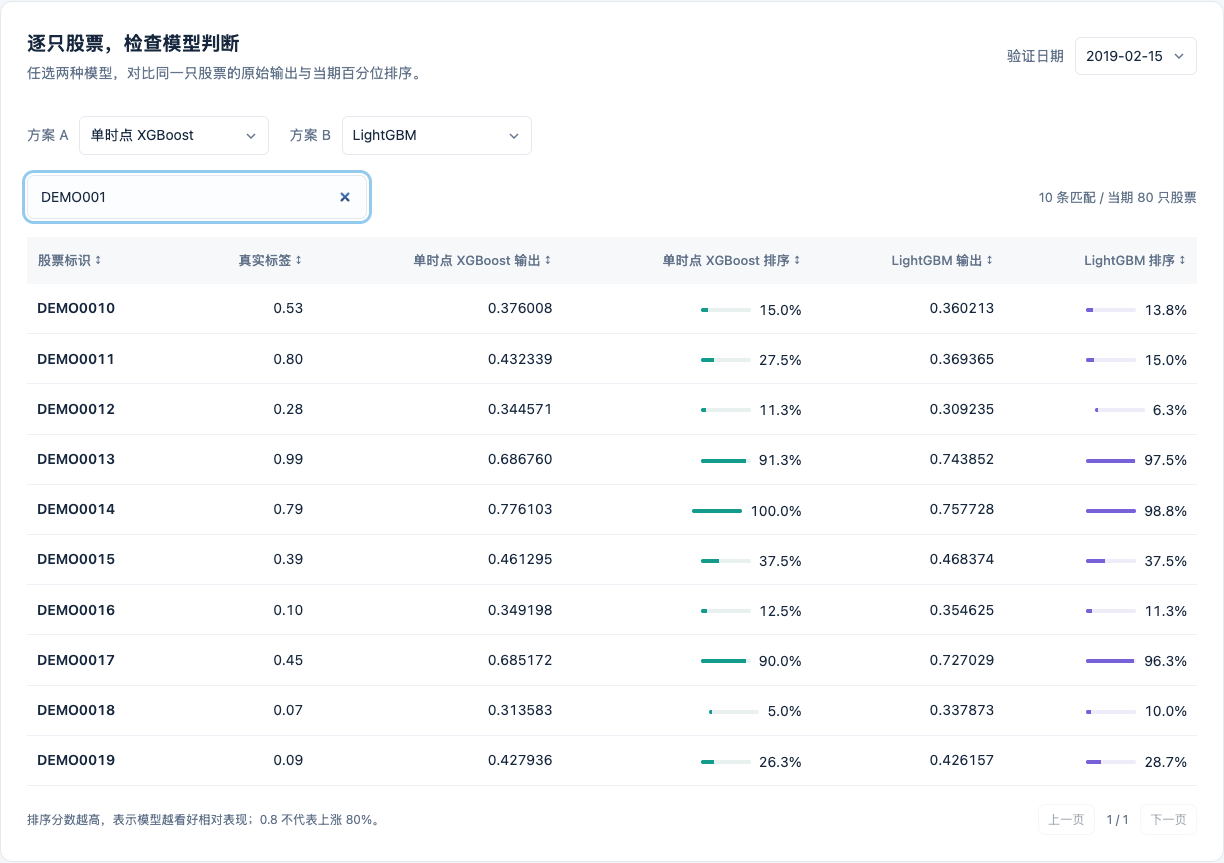 逐只股票，检查模型判断
任选两种模型，对比同一只股票的原始输出与当期百分位排序。
验证日期 2019-02-15
方案 A 单时点 XGBoost 方案 B LightGBM
DEMO001 ×
10 条匹配 / 当期 80 只股票
股票标识 ↕ 真实标签 ↕ 单时点 XGBoost 输出 ↕ 单时点 XGBoost 排序 ↕ LightGBM 输出 ↕ LightGBM 排序 ↕
DEMO0010 0.53 0.376008 15.0% 0.360213 13.8%
DEMO0011 0.80 0.432339 27.5% 0.369365 15.0%
DEMO0012 0.28 0.344571 11.3% 0.309235 6.3%
DEMO0013 0.99 0.686760 91.3% 0.743852 97.5%
DEMO0014 0.79 0.776103 100.0% 0.757728 98.8%
DEMO0015 0.39 0.461295 37.5% 0.468374 37.5%
DEMO0016 0.10 0.349198 12.5% 0.354625 11.3%
DEMO0017 0.45 0.685172 90.0% 0.727029 96.3%
DEMO0018 0.07 0.313583 5.0% 0.337873 10.0%
DEMO0019 0.09 0.427936 26.3% 0.426157 28.7%
排序分数越高，表示模型越看好相对表现；0.8 不代表上涨 80%。
上一页 1 / 1 下一页